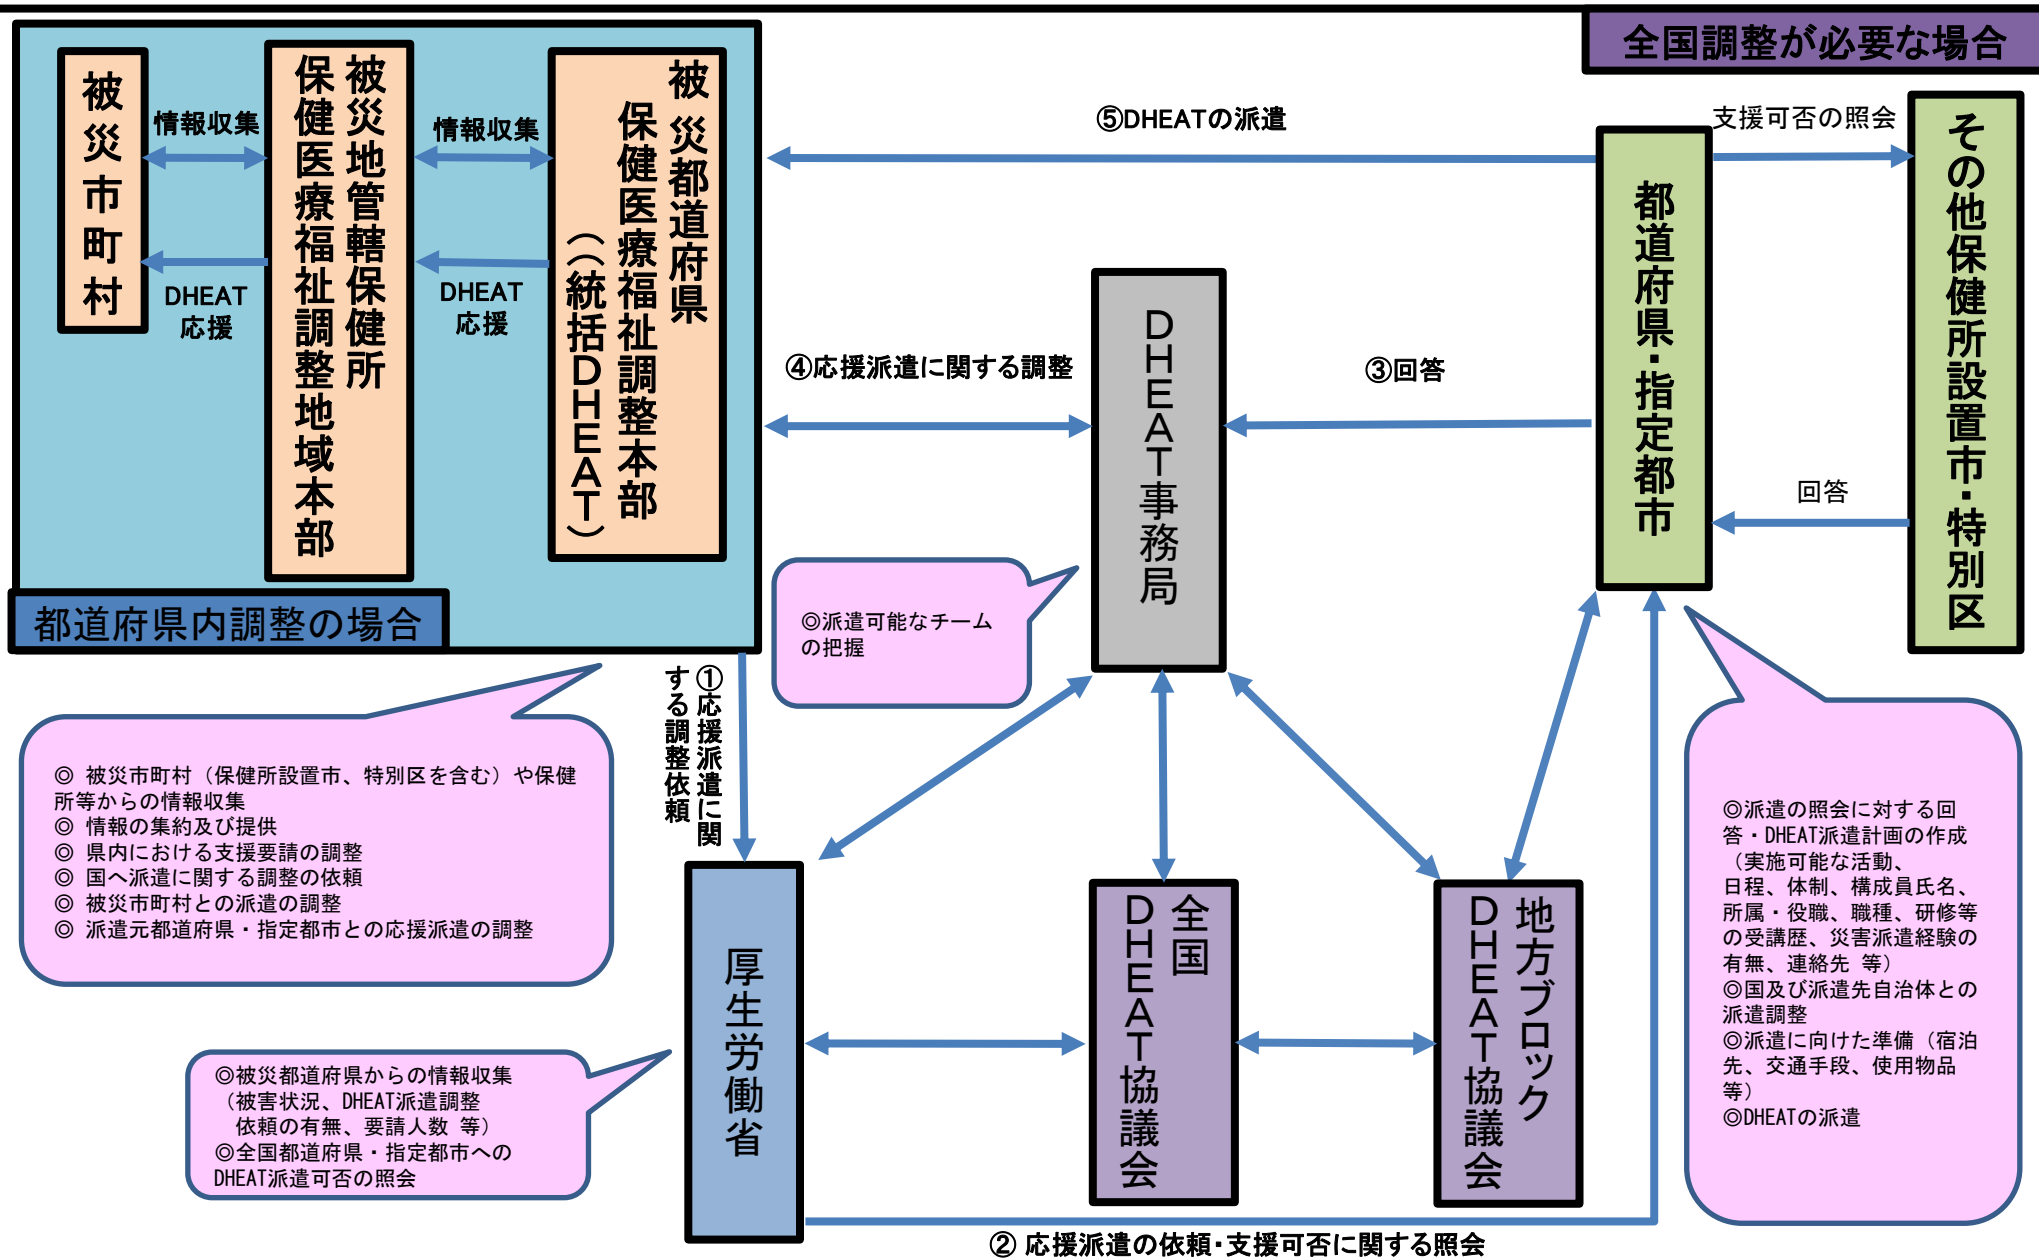 全国調整が必要な場合
被災市町村
情報収集
DHEAT
応援
被災地管轄保健所
保健医療福祉調整地域本部
情報収集
DHEAT
応援
被災都道府県
保健医療福祉調整本部
（（統括DHEAT）
都道府県内調整の場合
⑤DHEATの派遣
④応援派遣に関する調整
DHEAT事務局
③回答
都道府県・指定都市
支援可否の照会
回答
その他保健所設置市・特別区
◎派遣可能なチーム
の把握
①応援派遣に関
する調整依頼
◎ 被災市町村（保健所設置市、特別区を含む）や保健
所等からの情報収集
◎ 情報の集約及び提供
◎ 県内における支援要請の調整
◎ 国へ派遣に関する調整の依頼
◎ 被災市町村との派遣の調整
◎ 派遣元都道府県・指定都市との応援派遣の調整
◎被災都道府県からの情報収集
（被害状況、DHEAT派遣調整
依頼の有無、要請人数 等）
◎全国都道府県・指定都市への
DHEAT派遣可否の照会
厚生労働省
全国
DHEAT協議会
地方ブロック
DHEAT協議会
◎派遣の照会に対する回
答・DHEAT派遣計画の作成
（実施可能な活動、
日程、体制、構成員氏名、
所属・役職、職種、研修等
の受講歴、災害派遣経験の
有無、連絡先 等）
◎国及び派遣先自治体との
派遣調整
◎派遣に向けた準備（宿泊
先、交通手段、使用物品
等）
◎DHEATの派遣
② 応援派遣の依頼・支援可否に関する照会